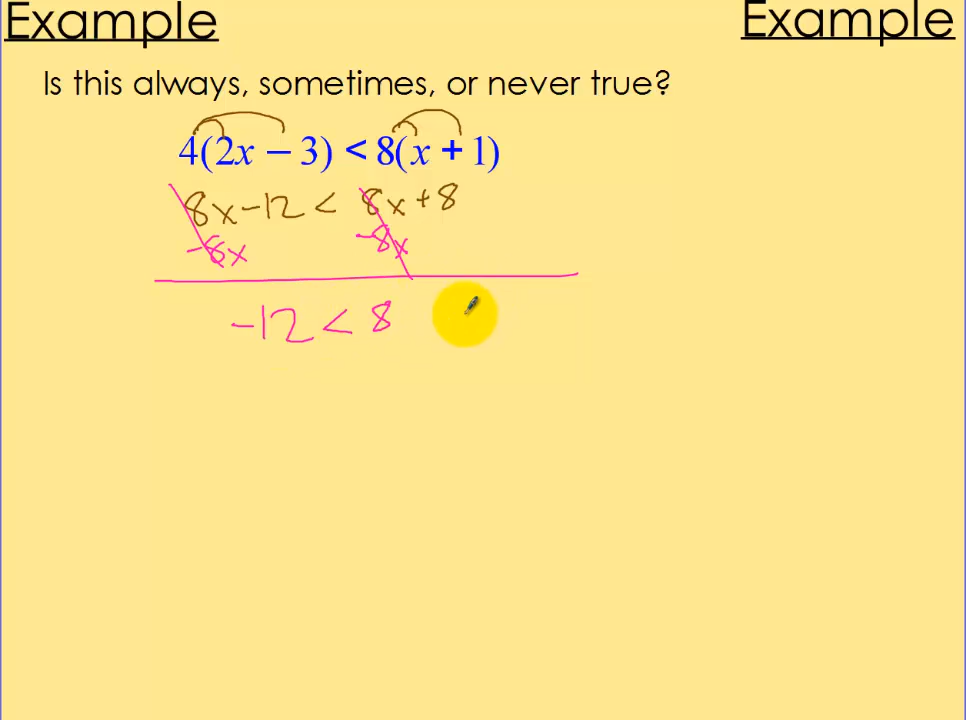 Example Example
Is this always, sometimes, or never true?
4(2x − 3) < 8(x + 1)
8x-12 < 8x+8
-8x -8x
-12 < 8